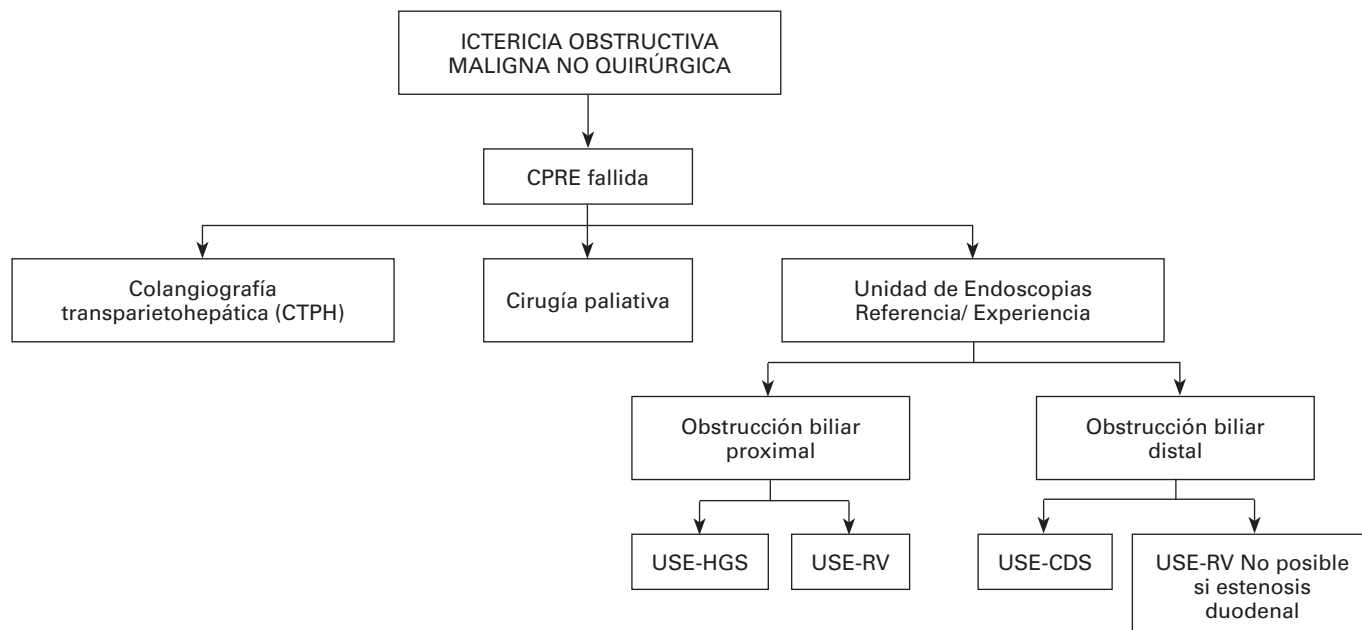 ICTERICIA OBSTRUCTIVA
MALIGNA NO QUIRÚRGICA
CPRE fallida
Colangiografía
transparietohepática (CTPH)
Cirugía paliativa
Unidad de Endoscopias
Referencia/ Experiencia
Obstrucción biliar
proximal
Obstrucción biliar
distal
USE-HGS
USE-RV
USE-CDS
USE-RV No posible
si estenosis
duodenal